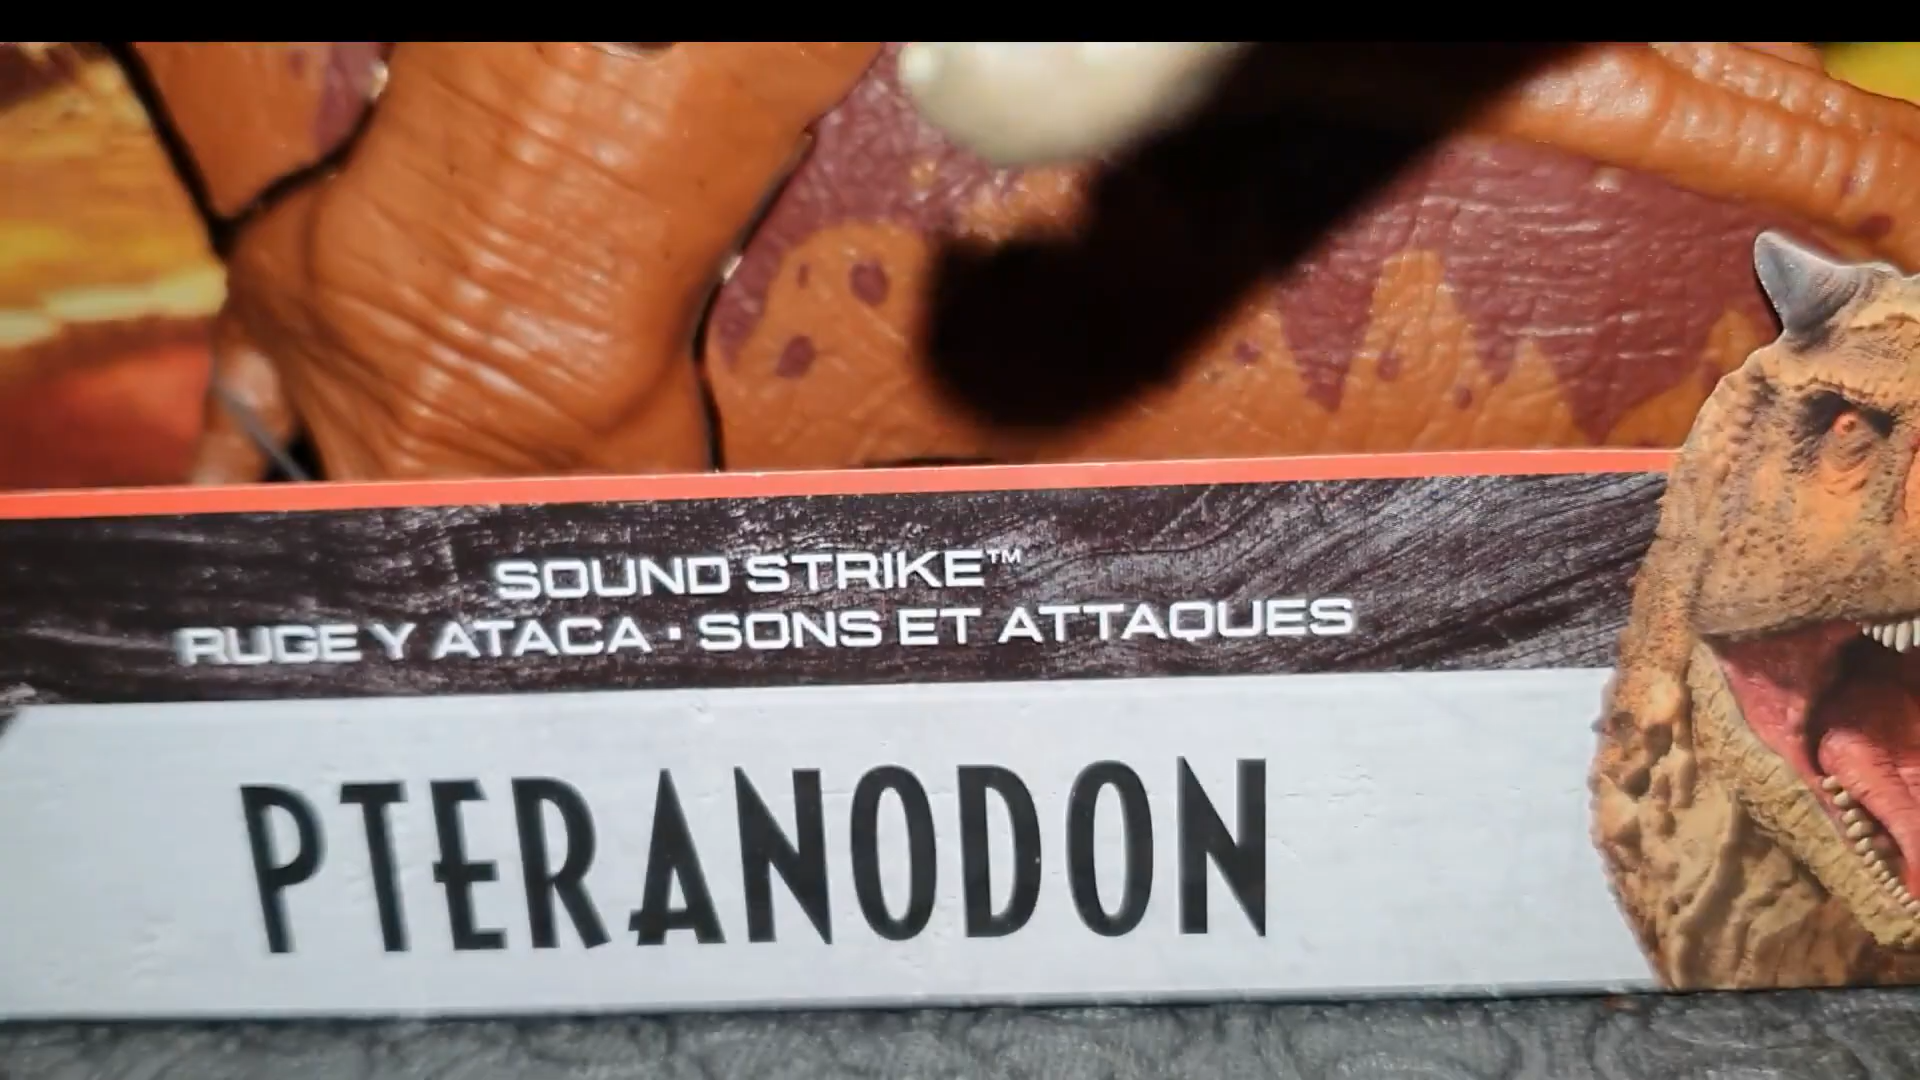 SOUND STRIKE™
RUGE Y ATACA · SONS ET ATTAQUES
PTERANODON